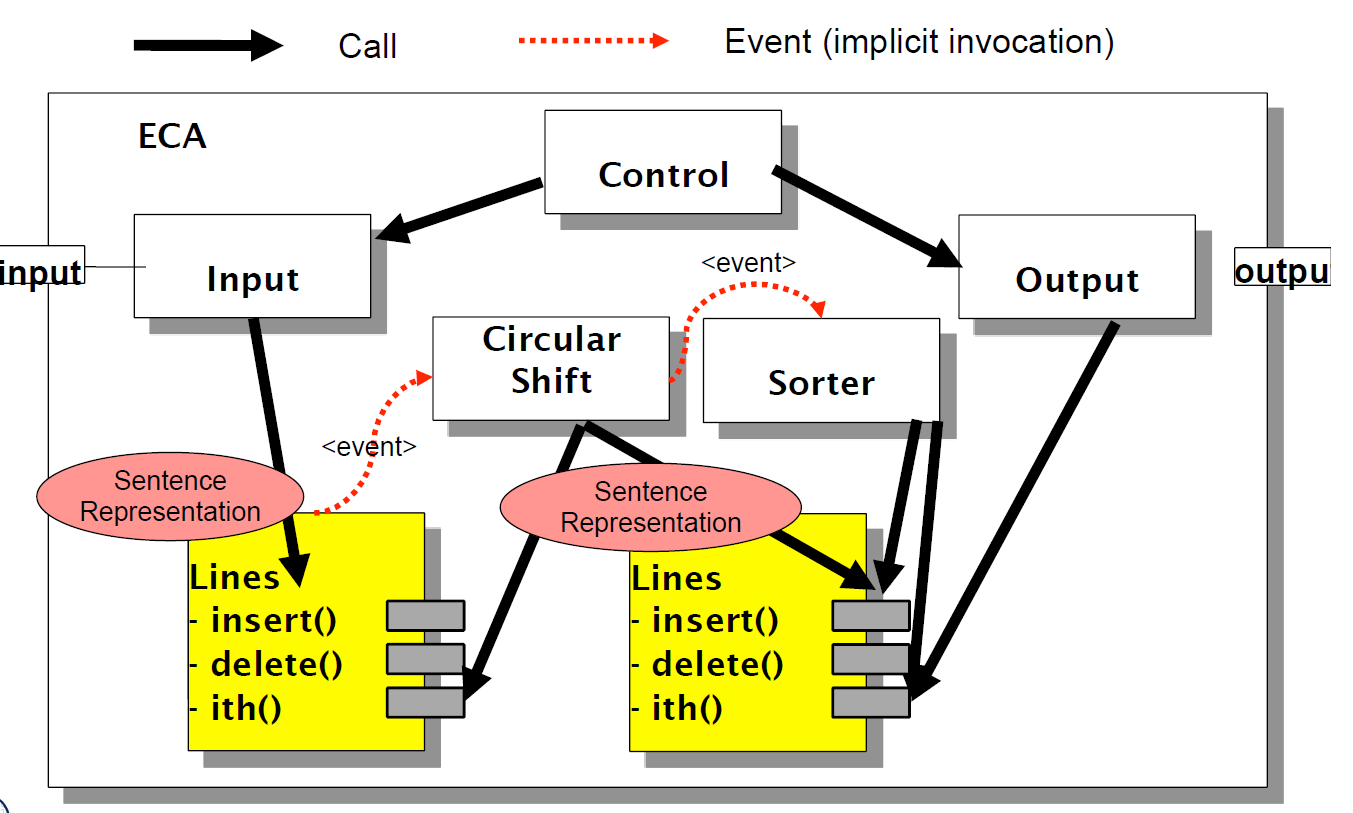 Call
Event (implicit invocation)
ECA
Control
input
Input
<event>
Output
output
Circular
Shift
Sorter
<event>
Sentence
Representation
Sentence
Representation
Lines
- insert()
- delete()
- ith()
Lines
- insert()
- delete()
- ith()